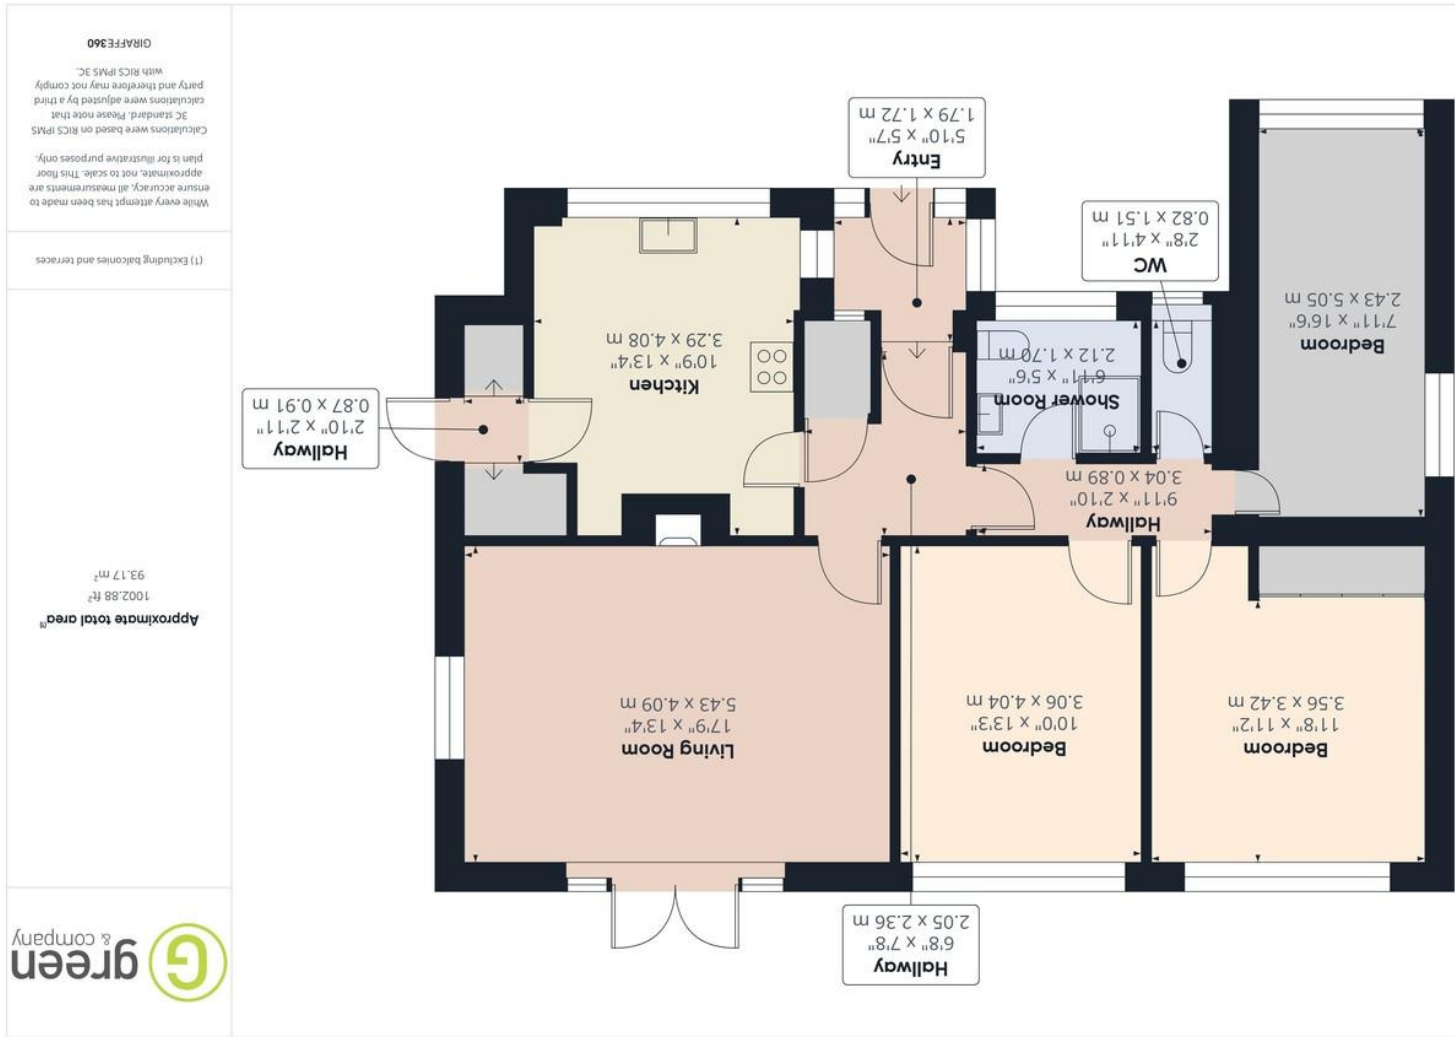 green
& company
Approximate total area⁽¹⁾
1002.88 ft²
93.17 m²
(1) Excluding balconies and terraces
While every attempt has been made to
ensure accuracy, all measurements are
approximate, not to scale. This floor
plan is for illustrative purposes only.
Calculations were based on RICS IPMS
3C standard. Please note that
calculations were adjusted by a third
party and therefore may not comply
with RICS IPMS 3C.
GIRAFFE360
Hallway
6'8" x 7'8"
2.05 x 2.36 m
Bedroom
11'8" x 11'2"
3.56 x 3.42 m
Bedroom
10'0" x 13'3"
3.06 x 4.04 m
Living Room
17'9" x 13'4"
5.43 x 4.09 m
Hallway
9'11" x 2'10"
3.04 x 0.89 m
Hallway
2'10" x 2'11"
0.87 x 0.91 m
Shower Room
6'11" x 5'6"
2.12 x 1.70 m
Kitchen
10'9" x 13'4"
3.29 x 4.08 m
Bedroom
7'11" x 16'6"
2.43 x 5.05 m
WC
2'8" x 4'11"
0.82 x 1.51 m
Entry
5'10" x 5'7"
1.79 x 1.72 m